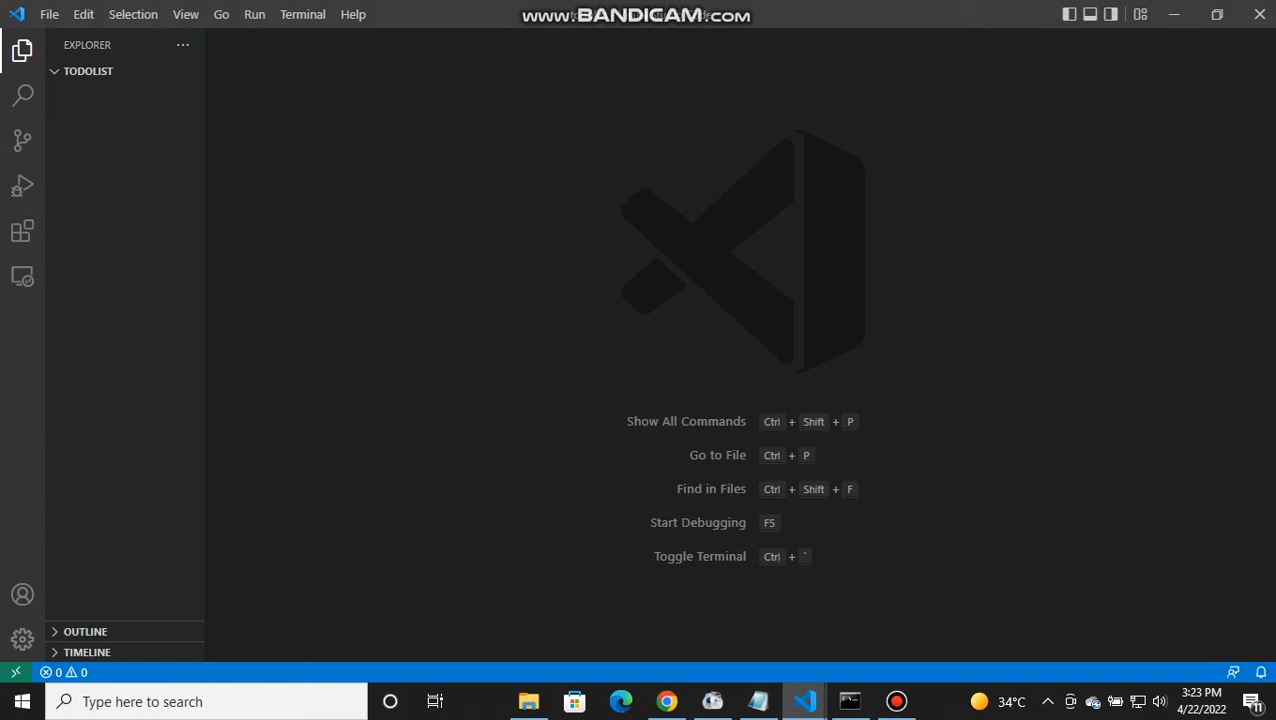 File Edit Selection View Go Run Terminal Help
www.BANDICAM.com
EXPLORER
TODOLIST
Show All Commands Ctrl + Shift + P
Go to File Ctrl + P
Find in Files Ctrl + Shift + F
Start Debugging F5
Toggle Terminal Ctrl + `
OUTLINE
TIMELINE
0 0
Type here to search
34°C
3:23 PM
4/22/2022
11